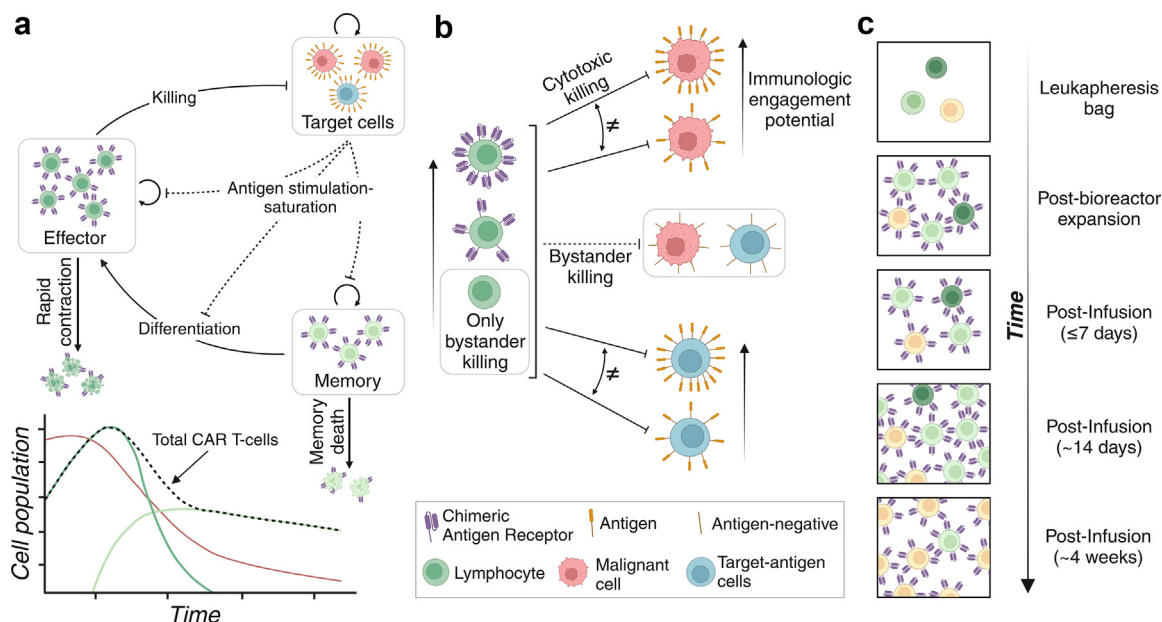 a
Killing
Target cells
Antigen stimulation-
saturation
Effector
Rapid
contraction
Differentiation
Memory
Memory
death
Total CAR T-cells
Cell population
Time
b
Cytotoxic
killing
≠
Immunologic
engagement
potential
Bystander
killing
Only
bystander
killing
≠
Chimeric
Antigen Receptor
Antigen
Antigen-negative
Lymphocyte
Malignant
cell
Target-antigen
cells
c
Leukapheresis
bag
Post-bioreactor
expansion
Time
Post-Infusion
(≤7 days)
Post-Infusion
(~14 days)
Post-Infusion
(~4 weeks)